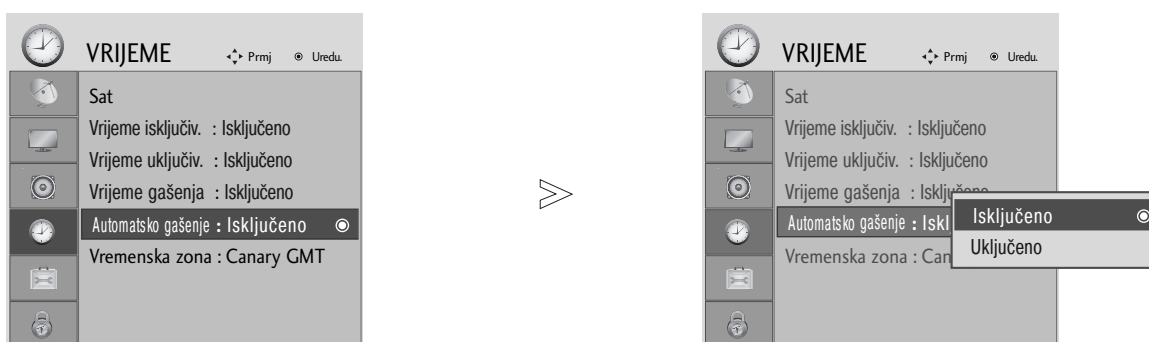 VRIJEME Prmj Uredu.
Sat
Vrijeme isključiv. : Isključeno
Vrijeme uključiv. : Isključeno
Vrijeme gašenja : Isključeno
Automatsko gašenje : Isključeno
Vremenska zona : Canary GMT
>
VRIJEME Prmj Uredu.
Sat
Vrijeme isključiv. : Isključeno
Vrijeme uključiv. : Isključeno
Vrijeme gašenja : Isključeno
Automatsko gašenje : Iskl
Vremenska zona : Can
Isključeno
Uključeno